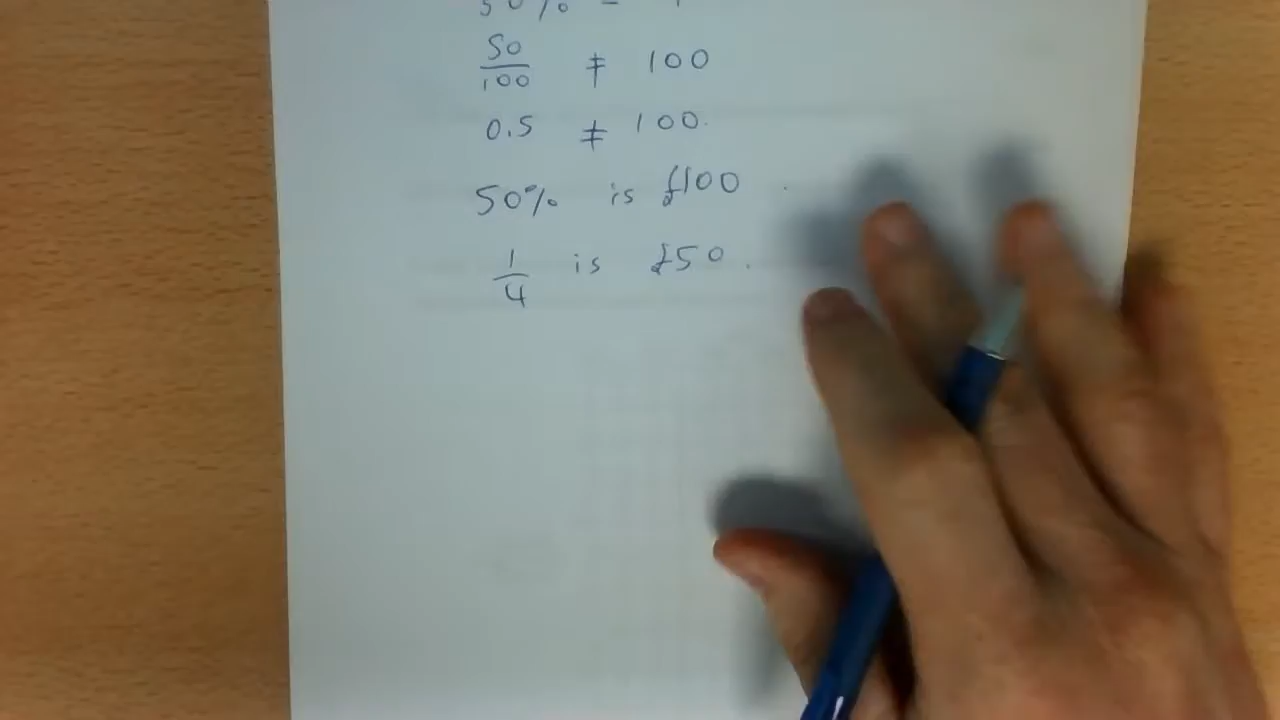 50/100 ≠ 100
0.5 ≠ 100.
50% is £100
1/4 is £50.